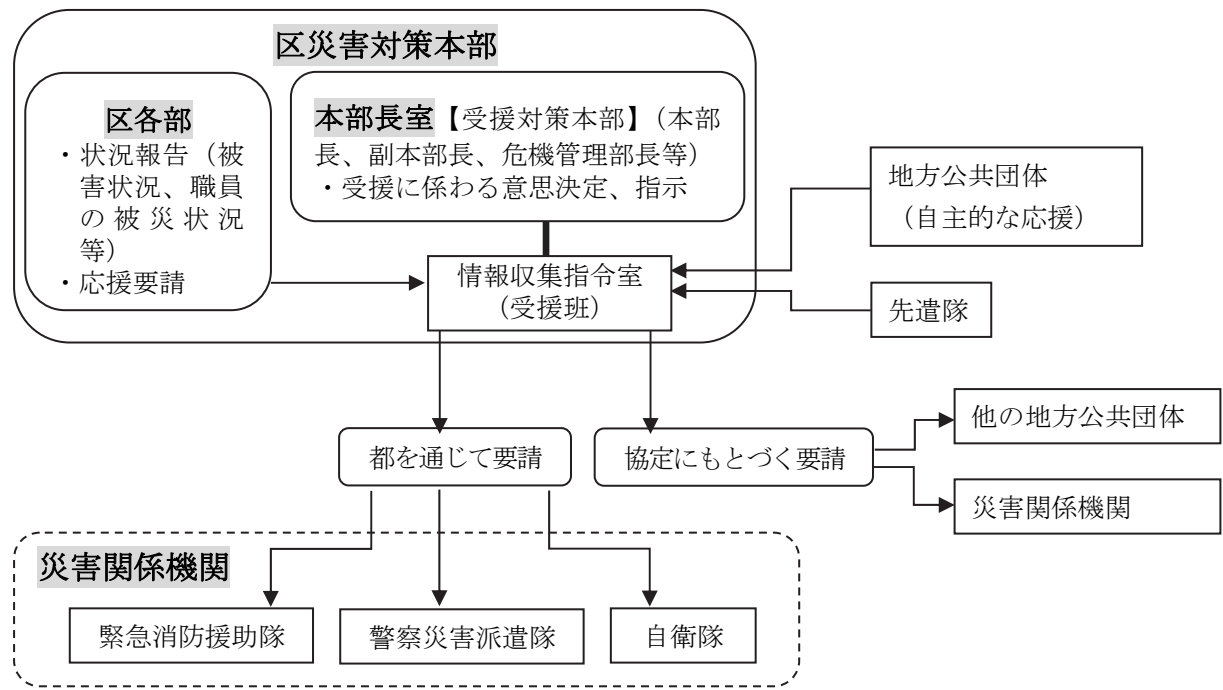 区災害対策本部
区各部
・状況報告（被
害状況、職員
の被災状況
等）
・応援要請
本部長室【受援対策本部】（本部
長、副本部長、危機管理部長等）
・受援に係わる意思決定、指示
情報収集指令室
（受援班）
地方公共団体
（自主的な応援）
先遣隊
都を通じて要請
協定にもとづく要請
他の地方公共団体
災害関係機関
災害関係機関
緊急消防援助隊
警察災害派遣隊
自衛隊